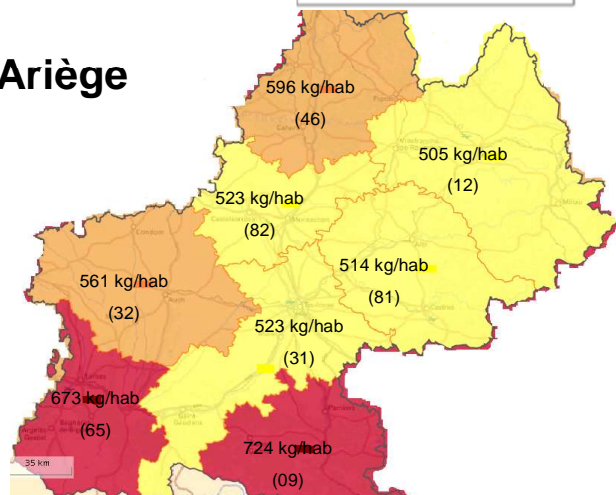 Ariège
596 kg/hab
(46)
505 kg/hab
(12)
523 kg/hab
(82)
514 kg/hab
(81)
561 kg/hab
(32)
Auch
523 kg/hab
(31)
673 kg/hab
(65)
724 kg/hab
(09)
35 km